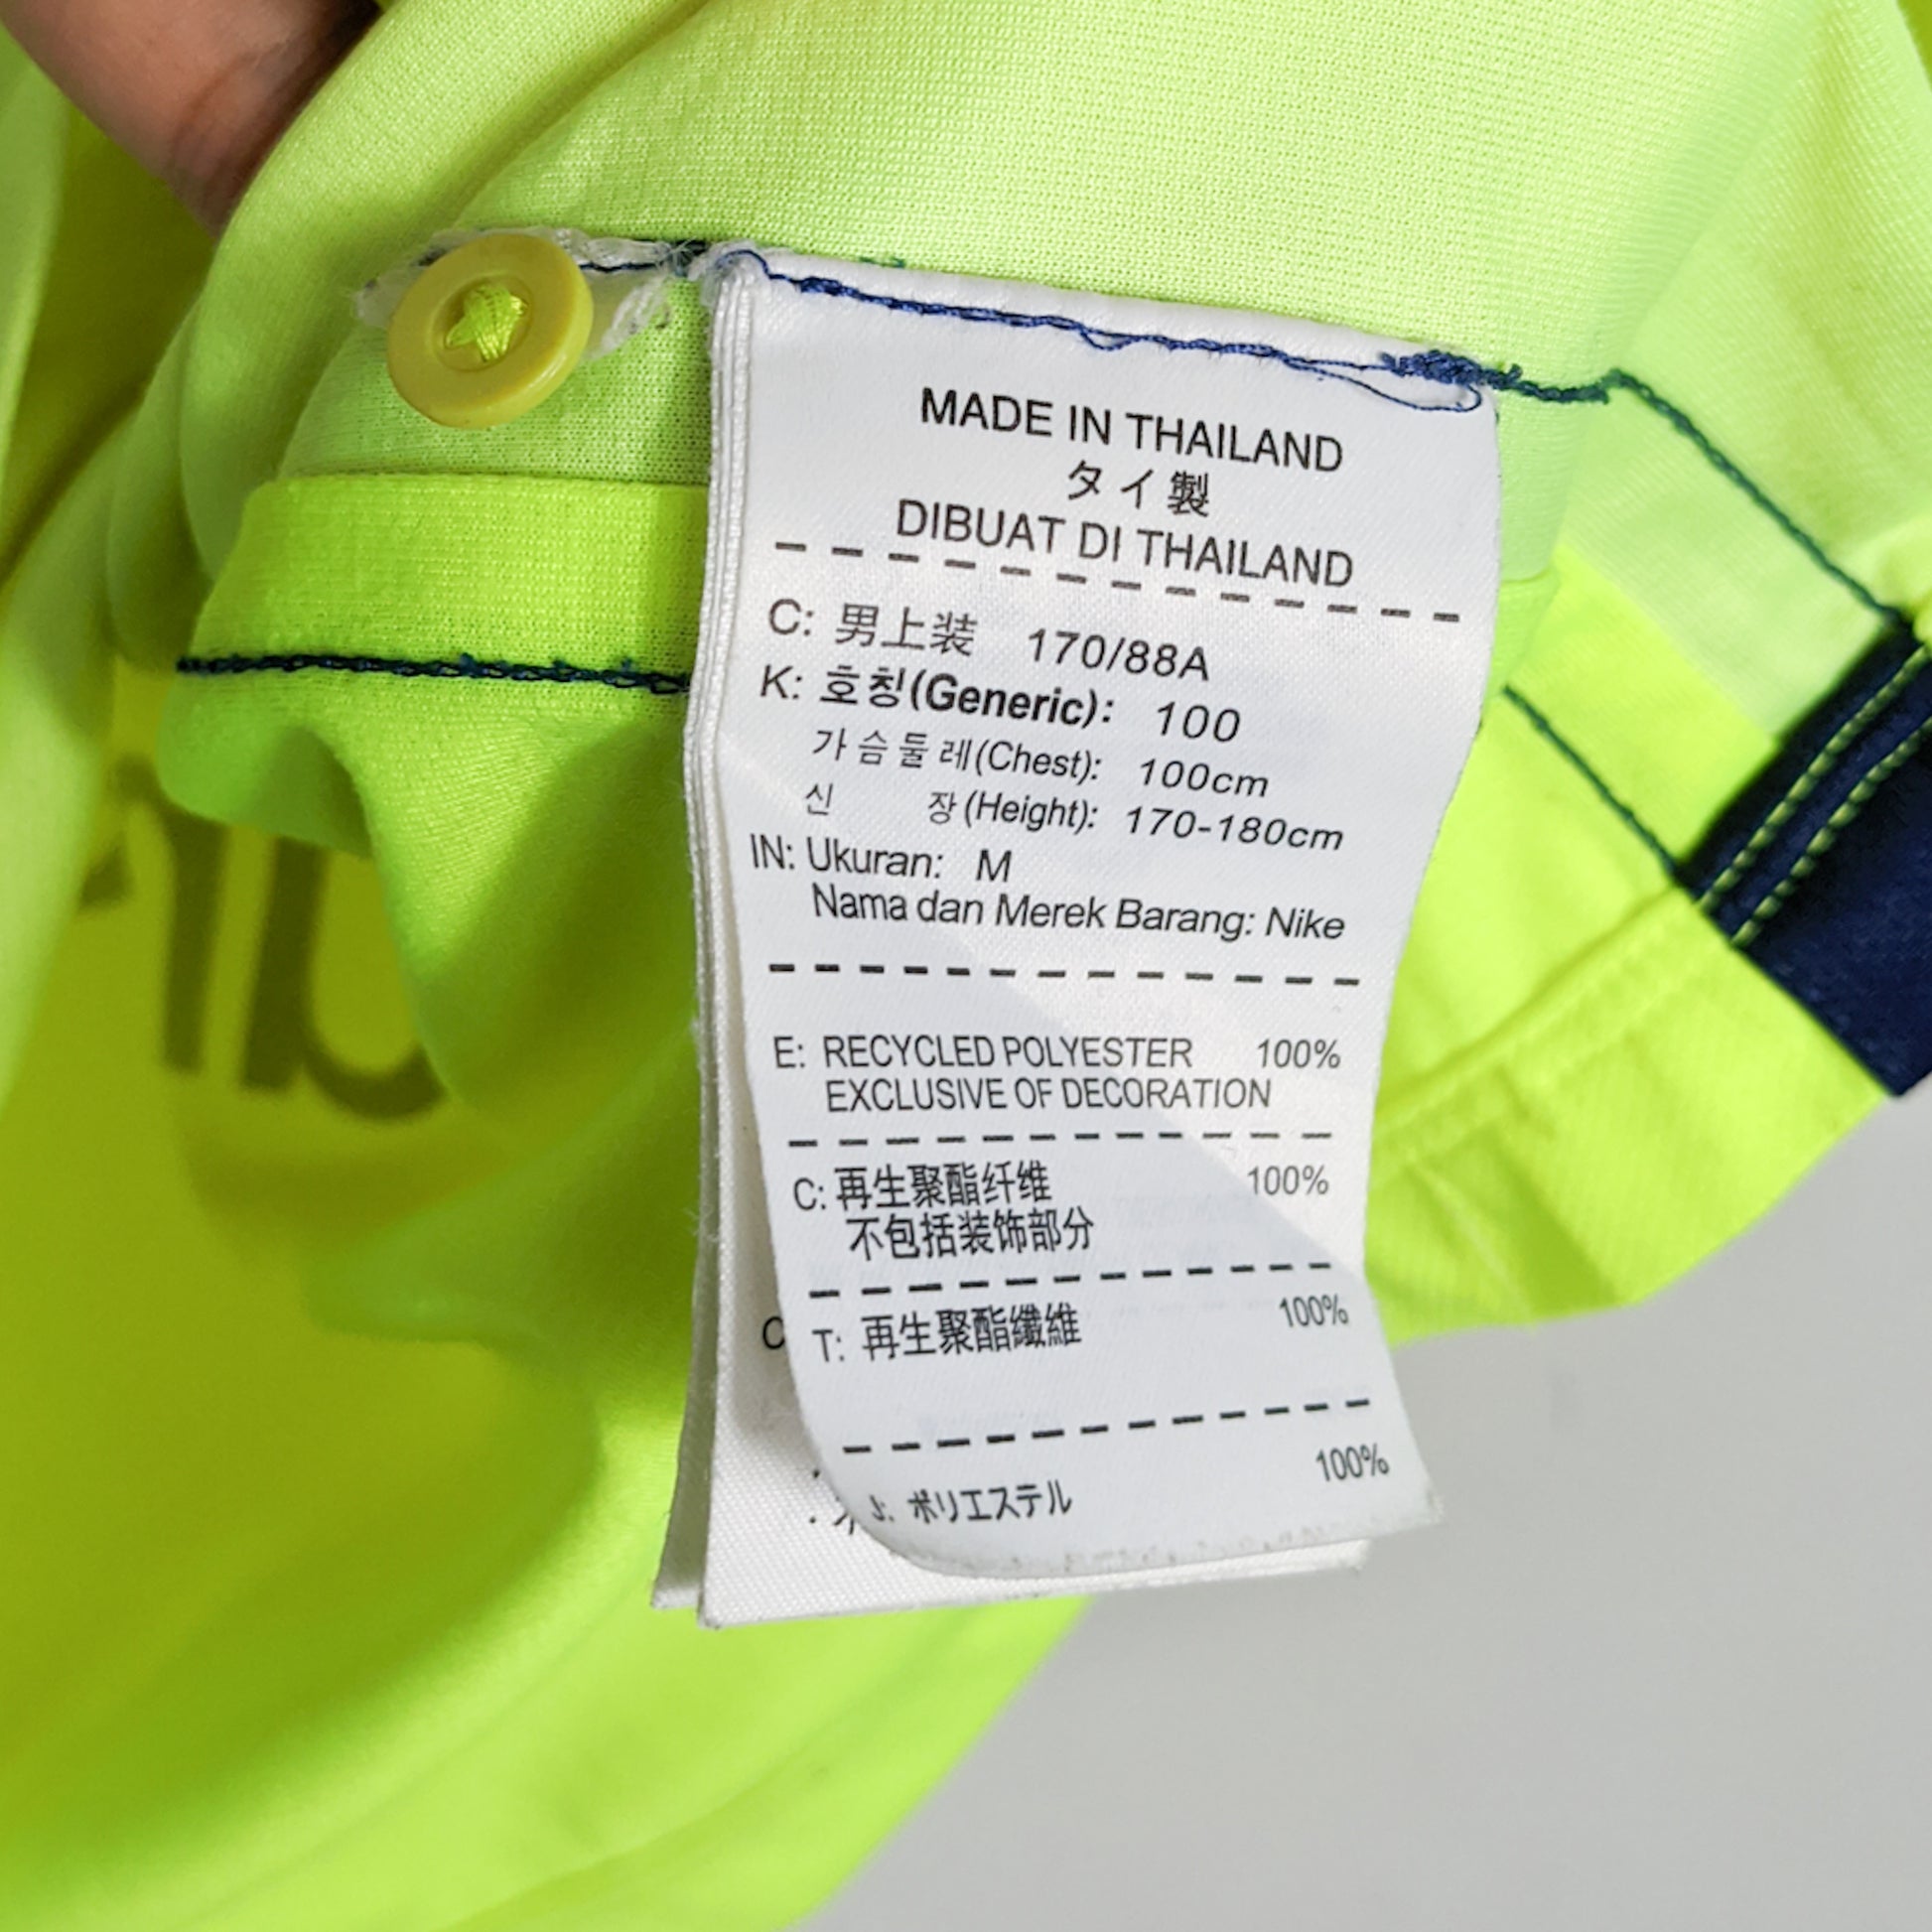 MADE IN THAILAND
タイ製
DIBUAT DI THAILAND
C: 男上装 170/88A
K: 호칭(Generic): 100
가슴둘레(Chest): 100cm
신 장(Height): 170-180cm
IN: Ukuran: M
Nama dan Merek Barang: Nike
E: RECYCLED POLYESTER 100%
EXCLUSIVE OF DECORATION
C: 再生聚酯纤维 100%
不包括装饰部分
T: 再生聚酯纖維 100%
J: ポリエステル 100%